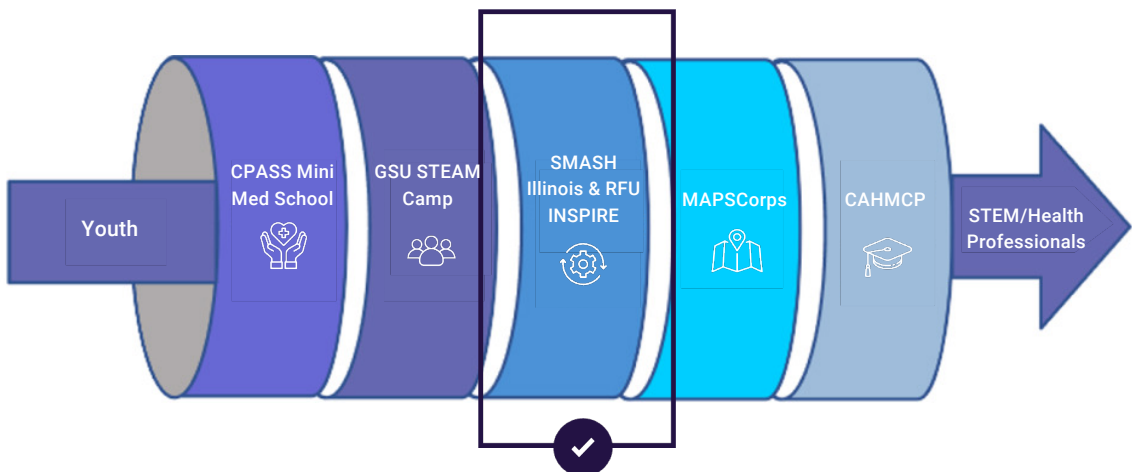 Youth
CPASS Mini
Med School
GSU STEAM
Camp
SMASH
Illinois & RFU
INSPIRE
MAPSCorps
CAHMCP
STEM/Health
Professionals